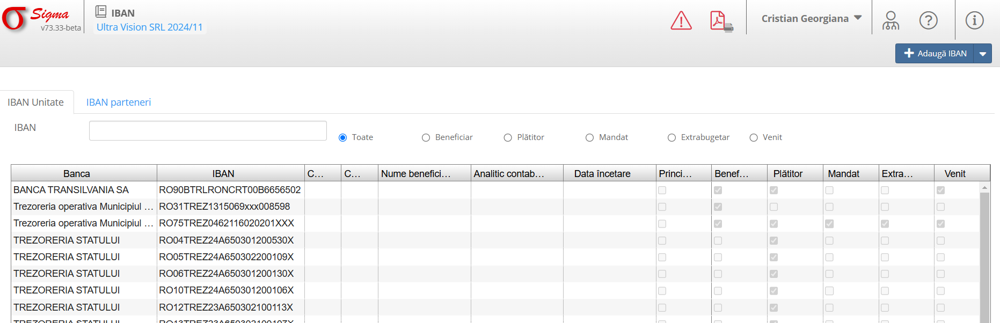 Sigma
v73.33-beta
IBAN
Ultra Vision SRL 2024/11
Cristian Georgiana
Adaugă IBAN
IBAN Unitate
IBAN parteneri
IBAN
Toate
Beneficiar
Plătitor
Mandat
Extrabugetar
Venit
Banca IBAN C... C... Nume benefici... Analitic contab... Data încetare Princi... Benef... Plătitor Mandat Extra... Venit
BANCA TRANSILVANIA SA RO90BTRLRONCRT00B6656502
Trezoreria operativa Municipiul ... RO31TREZ1315069xxx008598
Trezoreria operativa Municipiul ... RO75TREZ0462116020201XXX
TREZORERIA STATULUI RO04TREZ24A650301200530X
TREZORERIA STATULUI RO05TREZ24A650302200109X
TREZORERIA STATULUI RO06TREZ24A650301200130X
TREZORERIA STATULUI RO10TREZ24A650301200106X
TREZORERIA STATULUI RO12TREZ23A650302100113X
TREZORERIA STATULUI